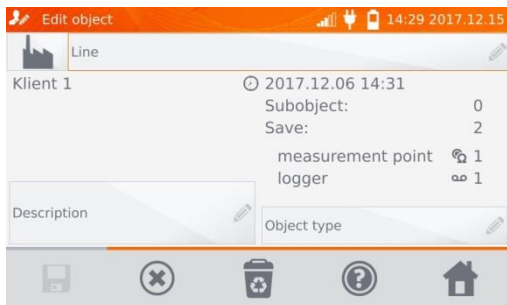 Edit object 14:29 2017.12.15
Line
Klient 1 2017.12.06 14:31
Subobject: 0
Save: 2
measurement point 1
logger 1
Description
Object type
?